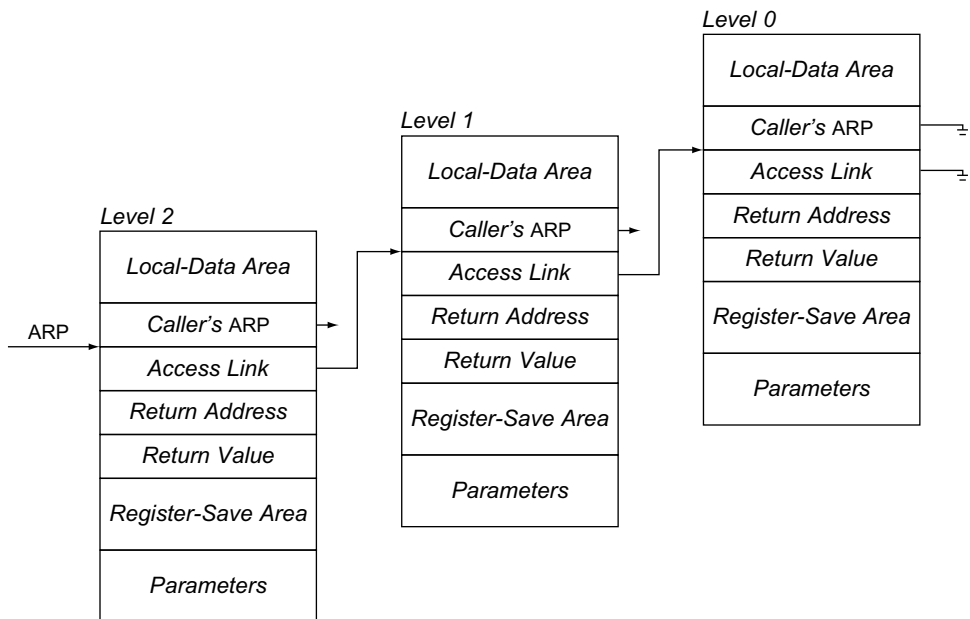 Level 2
Local-Data Area
Caller's ARP
Access Link
Return Address
Return Value
Register-Save Area
Parameters
ARP
Level 1
Local-Data Area
Caller's ARP
Access Link
Return Address
Return Value
Register-Save Area
Parameters
Level 0
Local-Data Area
Caller's ARP
Access Link
Return Address
Return Value
Register-Save Area
Parameters